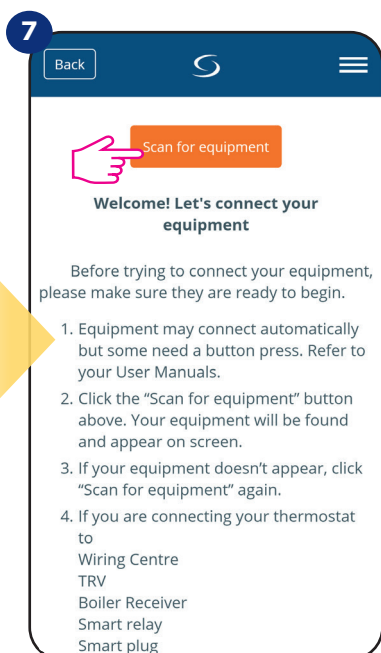 7
Back
Scan for equipment
Welcome! Let's connect your
equipment
Before trying to connect your equipment,
please make sure they are ready to begin.
1. Equipment may connect automatically
but some need a button press. Refer to
your User Manuals.
2. Click the “Scan for equipment” button
above. Your equipment will be found
and appear on screen.
3. If your equipment doesn’t appear, click
“Scan for equipment” again.
4. If you are connecting your thermostat
to
Wiring Centre
TRV
Boiler Receiver
Smart relay
Smart plug